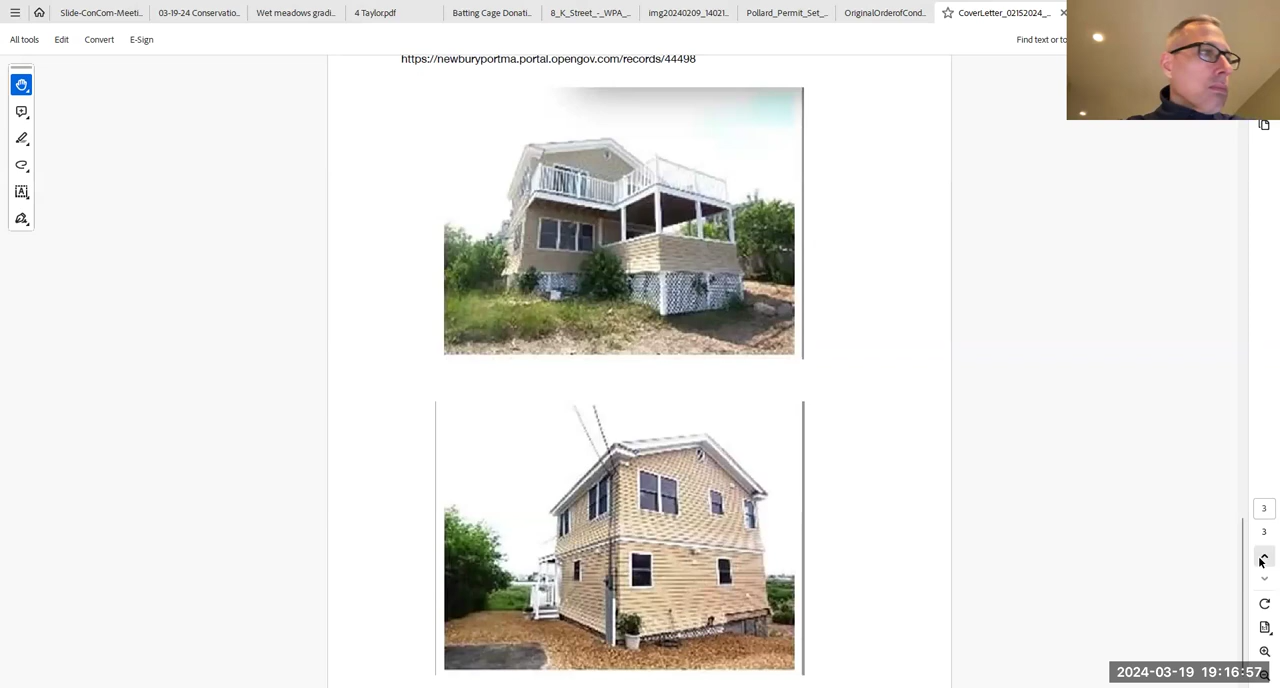 Slide-ConCom-Meeti...
03-19-24 Conservatio...
Wet meadows gradi...
4 Taylor.pdf
Batting Cage Donati...
8_K_Street_-_WPA_...
img20240209_14021...
Pollard_Permit_Set_...
OriginalOrderofCond...
CoverLetter_02152024_...
All tools
Edit
Convert
E-Sign
Find text or to
https://newburyportma.portal.opengov.com/records/44498
3
3
2024-03-19 19:16:57